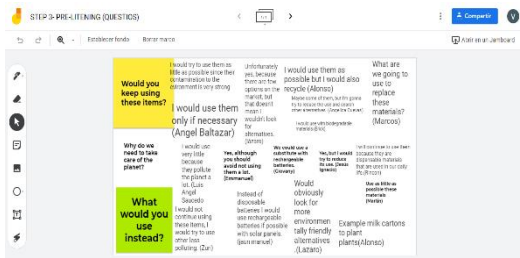 STEP 3- PRE-LITENING (QUESTIOS)
Compartir
V
Establecer fondo
Borrar marco
Abrir en un Jamboard
Would you
keep using
these items?
I would try to use them as
little as possible since their
contamination to the
environment is very strong
Unfortunately
yes, because
there are few
options on the
market, but
that doesn't
mean I
wouldn't look
for
alternatives.
I would use them as
possible but I would also
recycle (Alonso)
What are
we going to
use to
replace
these
materials?
(Marcos)
I would use them
only if necessary
(Angel Baltazar)
Why do we
need to take
care of the
planet?
I would use
very little
because
they pollute
the planet a
lot. (Luis
Angel
Saucedo
Yes, although
you should
avoid not using
them a lot.
(Emmanuel)
We would use a
substitute with
rechargeable
batteries.
(Giovany)
Yes, but I would
try to reduce
its use. (Jesus
Ignacio)
Use as little as
possible these
materials
What
would you
use
instead?
I would not
continue using
these items, I
would try to use
other less
polluting. (Zuri)
Instead of
disposable
batteries I would
use rechargeable
batteries if possible
with solar panels.
(juan manuel)
Would
obviously
look for
more
environmen
tally friendly
alternatives
.(Lazaro)
Example milk cartons
to plant
plants(Alonso)